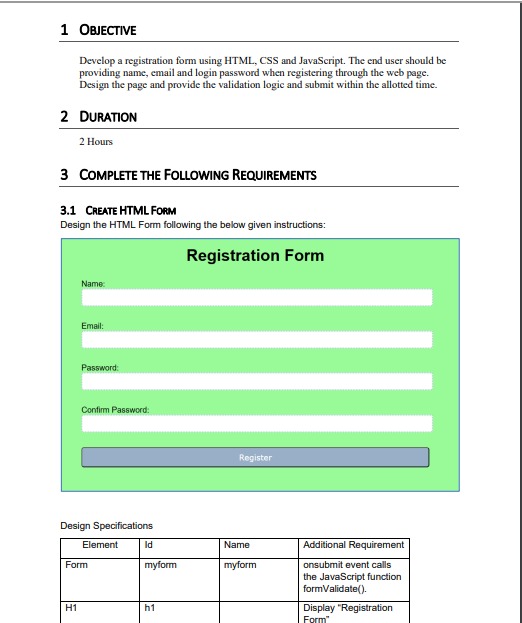 1 OBJECTIVE
Develop a registration form using HTML, CSS and JavaScript. The end user should be
providing name, email and login password when registering through the web page.
Design the page and provide the validation logic and submit within the allotted time.
2 DURATION
2 Hours
3 COMPLETE THE FOLLOWING REQUIREMENTS
3.1 CREATE HTML FORM
Design the HTML Form following the below given instructions:
Registration Form
Name:
Email:
Password:
Confirm Password:
Register
Design Specifications
Element Id Name Additional Requirement
Form myform myform onsubmit event calls
the JavaScript function
formValidate().
H1 h1 Display "Registration
Form"